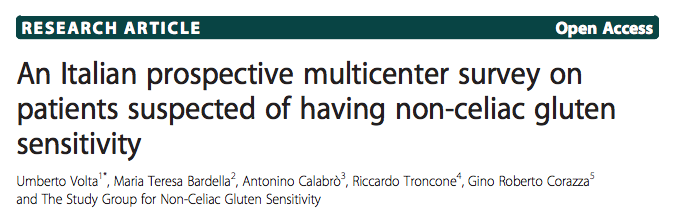 RESEARCH ARTICLE Open Access
An Italian prospective multicenter survey on
patients suspected of having non-celiac gluten
sensitivity
Umberto Volta1*, Maria Teresa Bardella2, Antonino Calabrò3, Riccardo Troncone4, Gino Roberto Corazza5
and The Study Group for Non-Celiac Gluten Sensitivity